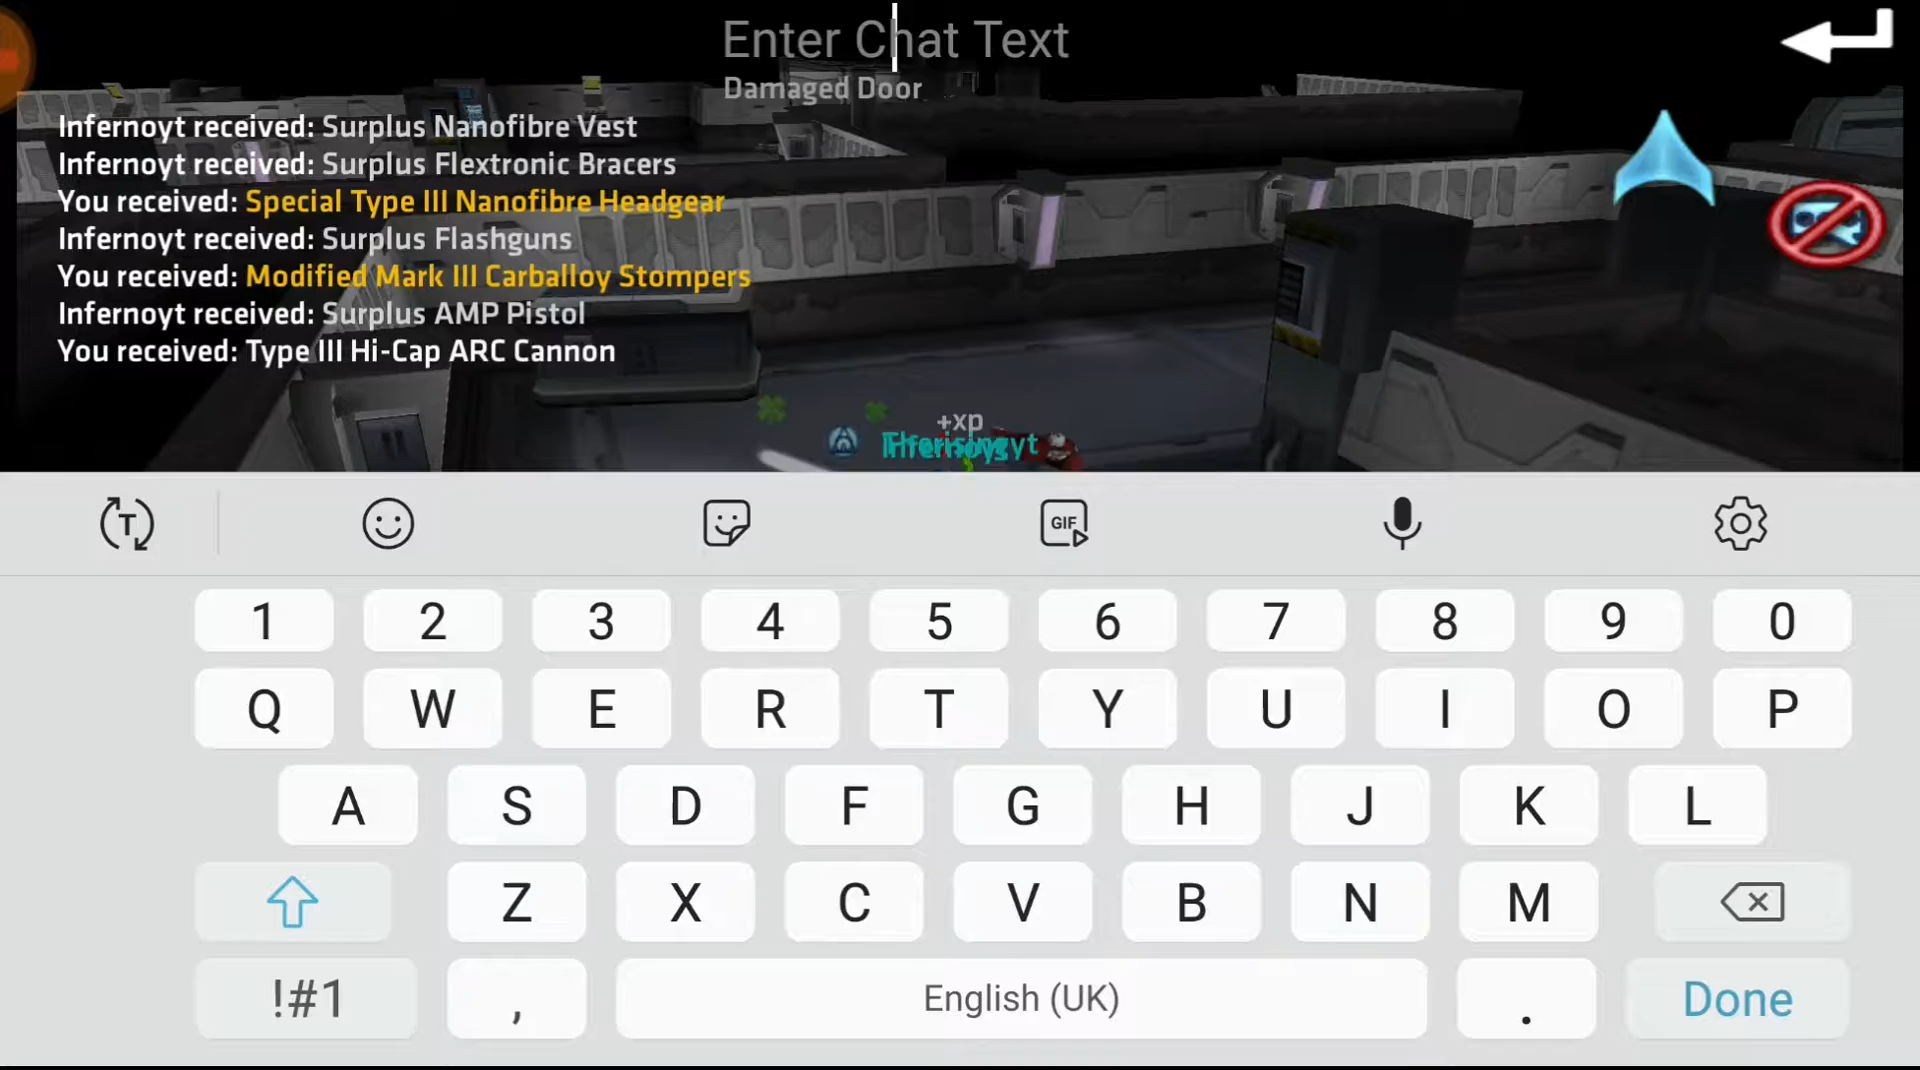 Enter Chat Text
Damaged Door
Infernoyt received: Surplus Nanofibre Vest
Infernoyt received: Surplus Flextronic Bracers
You received: Special Type III Nanofibre Headgear
Infernoyt received: Surplus Flashguns
You received: Modified Mark III Carballoy Stompers
Infernoyt received: Surplus AMP Pistol
You received: Type III Hi-Cap ARC Cannon
+xp
T
GIF
1 2 3 4 5 6 7 8 9 0
Q W E R T Y U I O P
A S D F G H J K L
Z X C V B N M
!#1 , English (UK) . Done